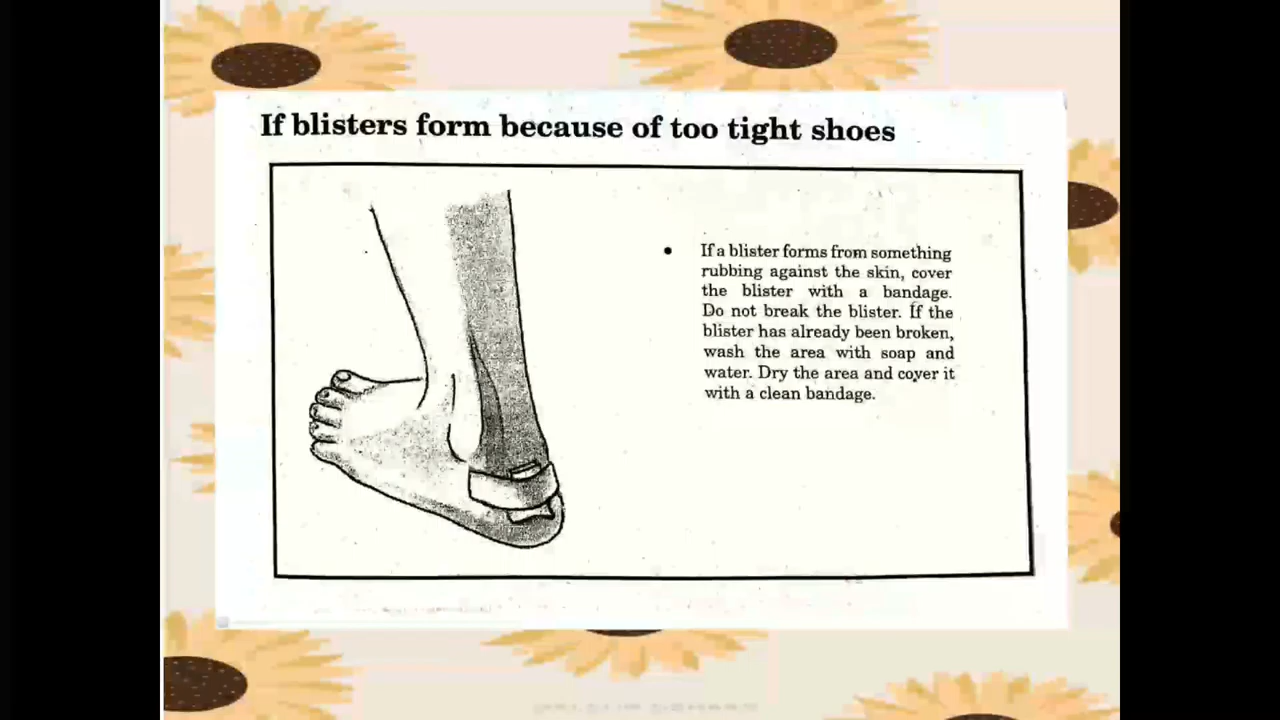 If blisters form because of too tight shoes
• If a blister forms from something
rubbing against the skin, cover
the blister with a bandage.
Do not break the blister. If the
blister has already been broken,
wash the area with soap and
water. Dry the area and cover it
with a clean bandage.